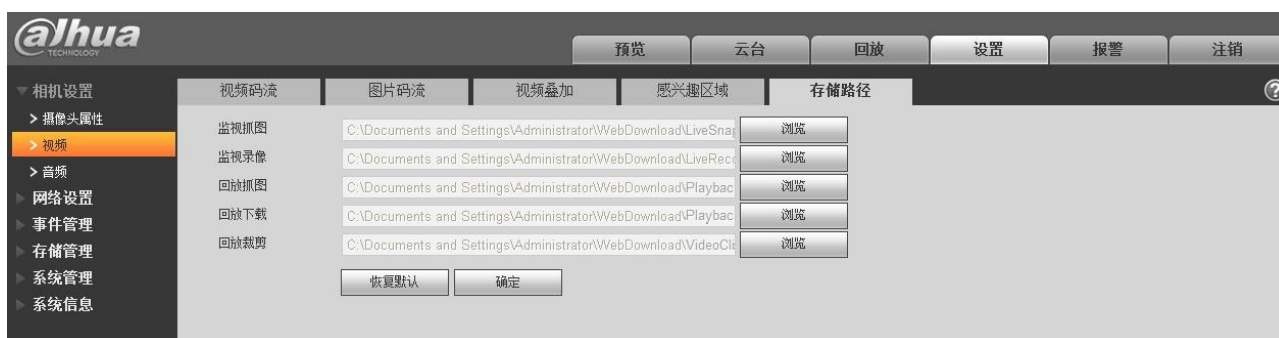 alhua
TECHNOLOGY
预览 云台 回放 设置 报警 注销
相机设置 视频码流 图片码流 视频叠加 感兴趣区域 存储路径 ?
> 摄像头属性
> 视频
> 音频
网络设置
事件管理
存储管理
系统管理
系统信息
监视抓图 C:\Documents and Settings\Administrator\WebDownload\LiveSnap 浏览
监视录像 C:\Documents and Settings\Administrator\WebDownload\LiveReco 浏览
回放抓图 C:\Documents and Settings\Administrator\WebDownload\Playbac 浏览
回放下载 C:\Documents and Settings\Administrator\WebDownload\Playbac 浏览
回放裁剪 C:\Documents and Settings\Administrator\WebDownload\VideoCli 浏览
恢复默认 确定